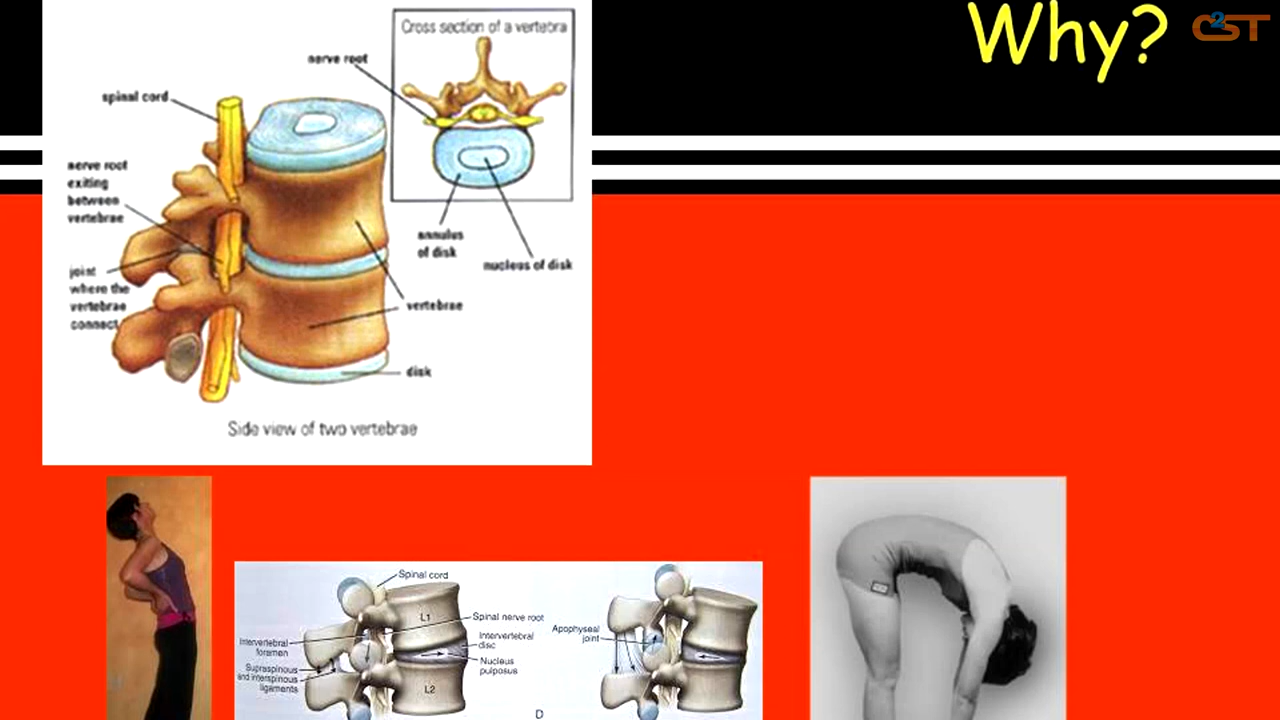 Why?
C2ST
Cross section of a vertebra
nerve root
spinal cord
nerve root
exiting
between
vertebrae
annulus
of disk
nucleus of disk
joint
where the
vertebrae
connect
vertebrae
disk
Side view of two vertebrae
Spinal cord
L1
Spinal nerve root
Intervertebral
foramen
Intervertebral
disc
Supraspinous
and interspinous
ligaments
Nucleus
pulposus
L2
Apophyseal
joint
D